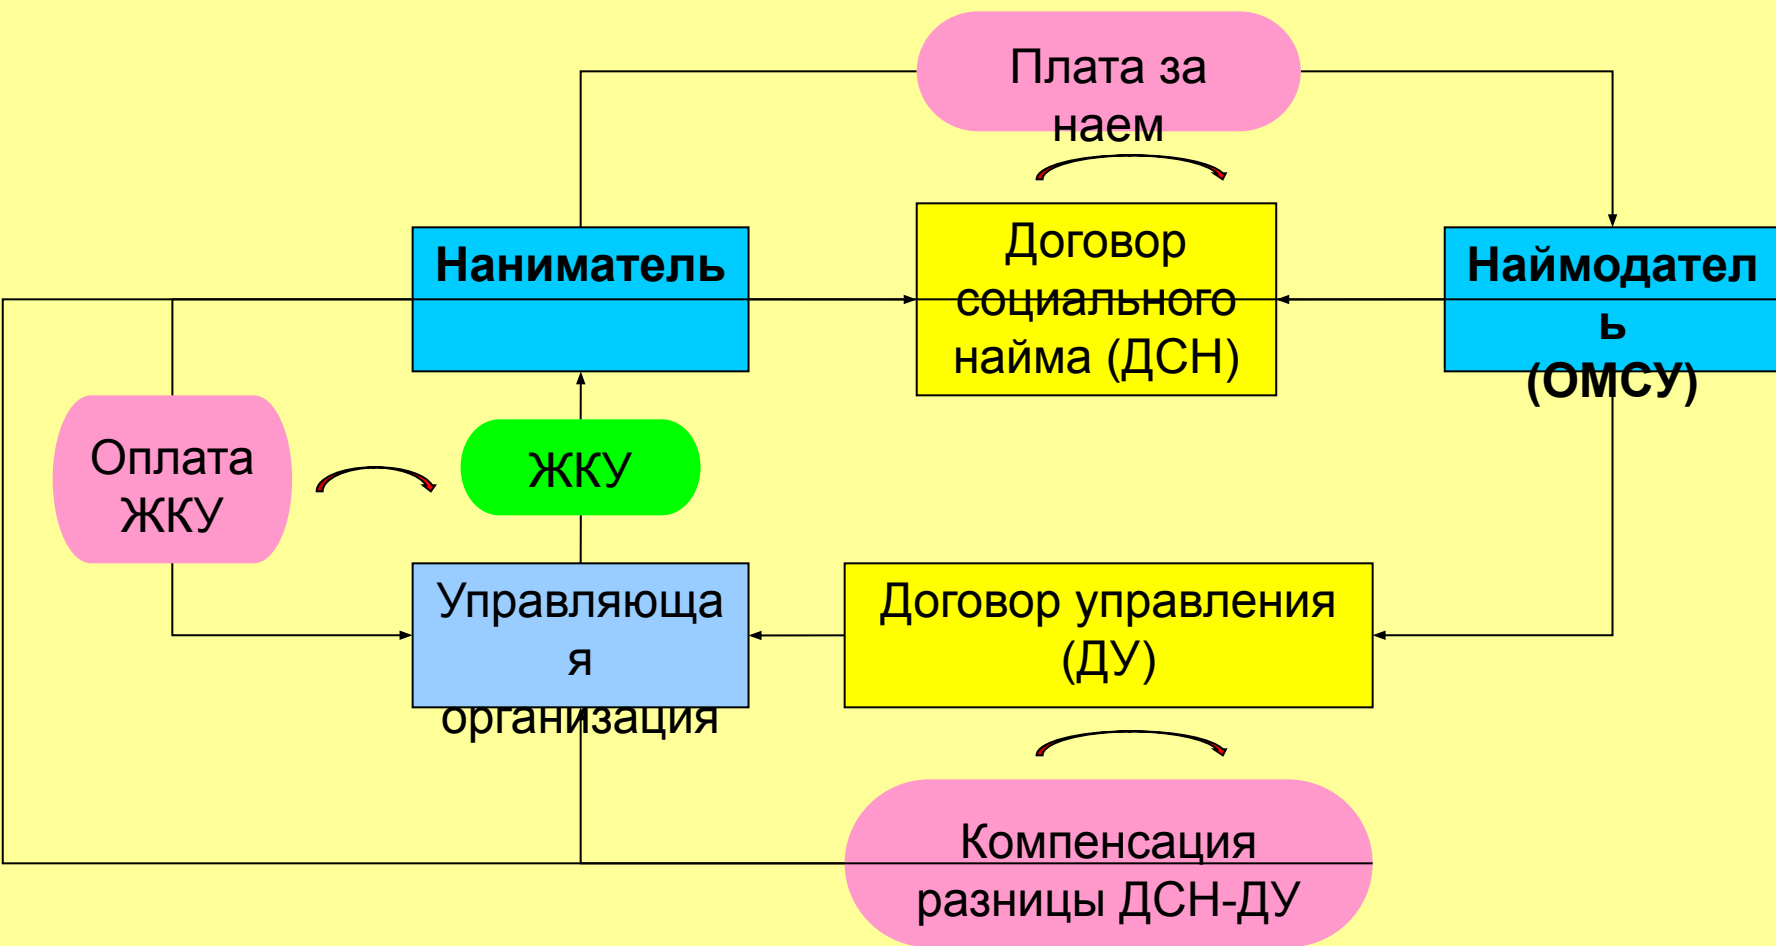 Плата за
наем
Наниматель
Договор
социального
найма (ДСН)
Наймодател
ь
(ОМСУ)
Оплата
ЖКУ
ЖКУ
Управляюща
я
организация
Договор управления
(ДУ)
Компенсация
разницы ДСН-ДУ